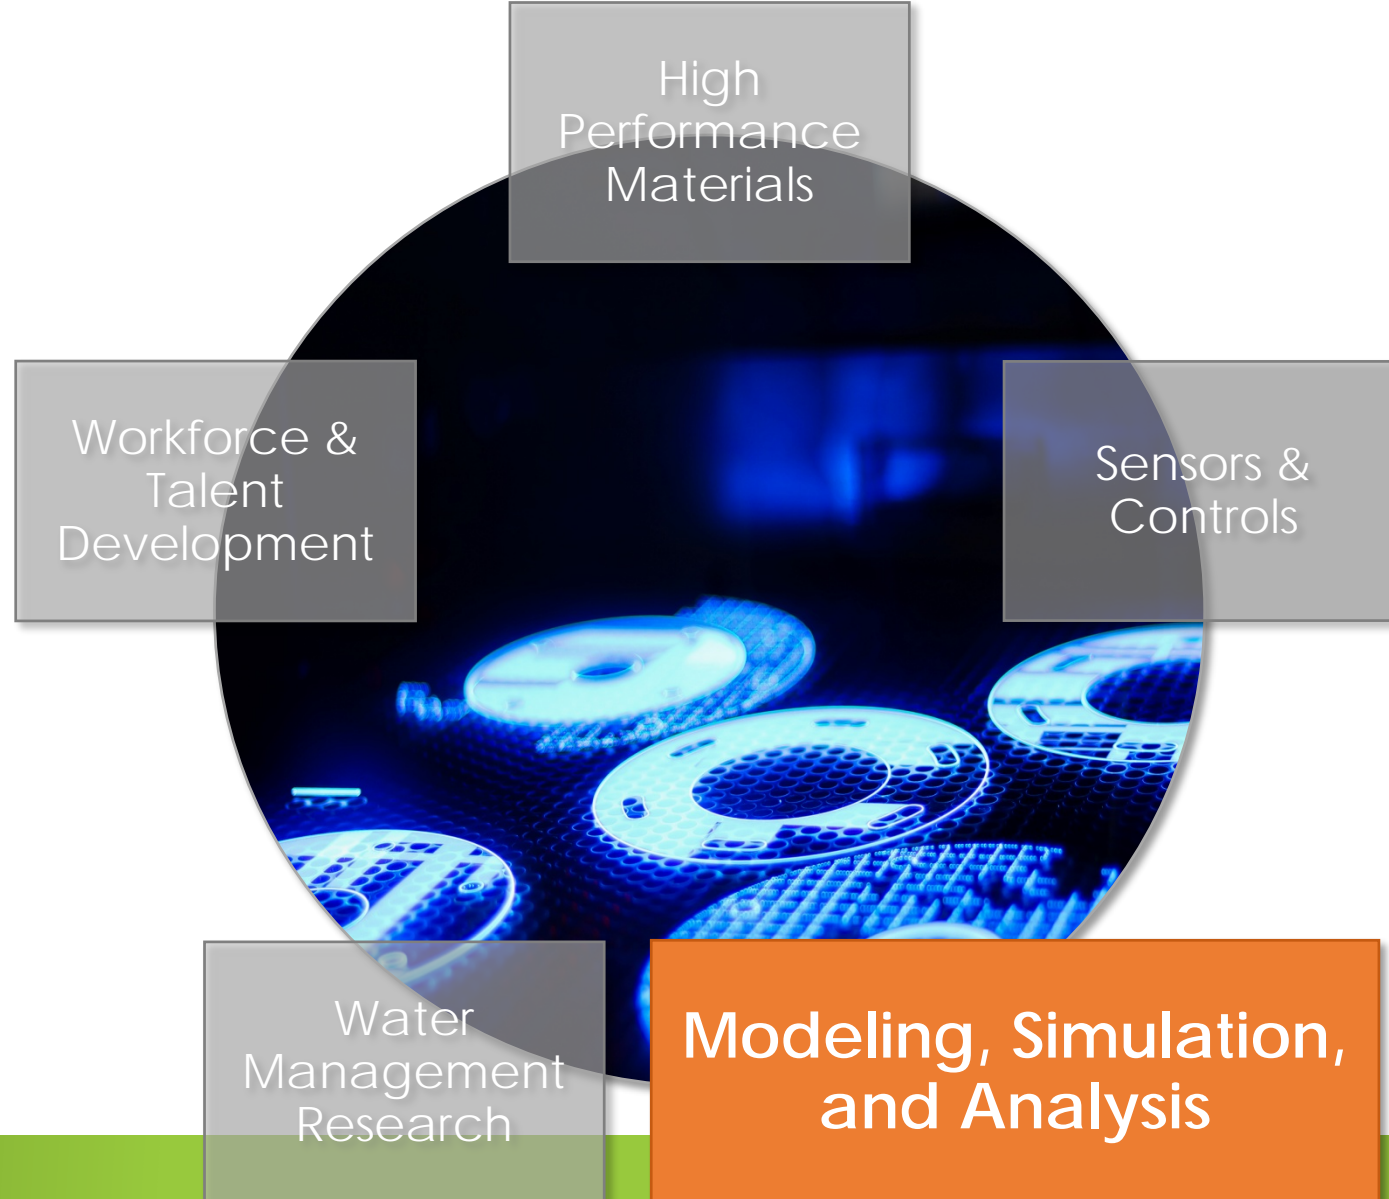 High
Performance
Materials
Workforce &
Talent
Development
Sensors &
Controls
Water
Management
Research
Modeling, Simulation,
and Analysis